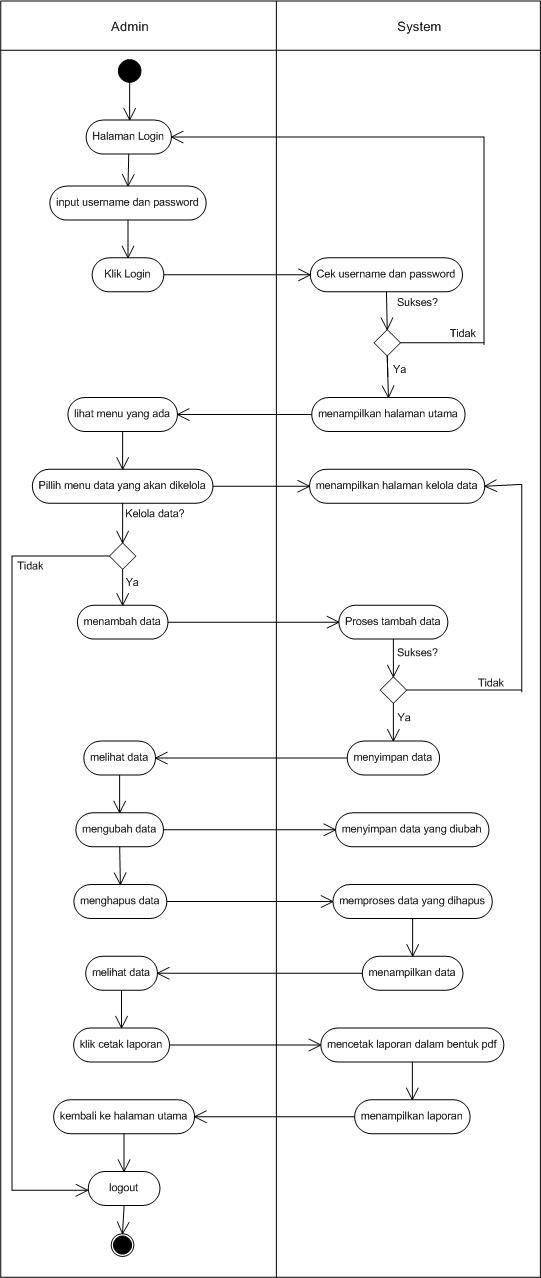 Admin
System
Halaman Login
input username dan password
Klik Login
Cek username dan password
Sukses?
Tidak
Ya
lihat menu yang ada
menampilkan halaman utama
Pillih menu data yang akan dikelola
menampilkan halaman kelola data
Kelola data?
Tidak
Ya
menambah data
Proses tambah data
Sukses?
Tidak
Ya
melihat data
menyimpan data
mengubah data
menyimpan data yang diubah
menghapus data
memproses data yang dihapus
melihat data
menampilkan data
klik cetak laporan
mencetak laporan dalam bentuk pdf
kembali ke halaman utama
menampilkan laporan
logout